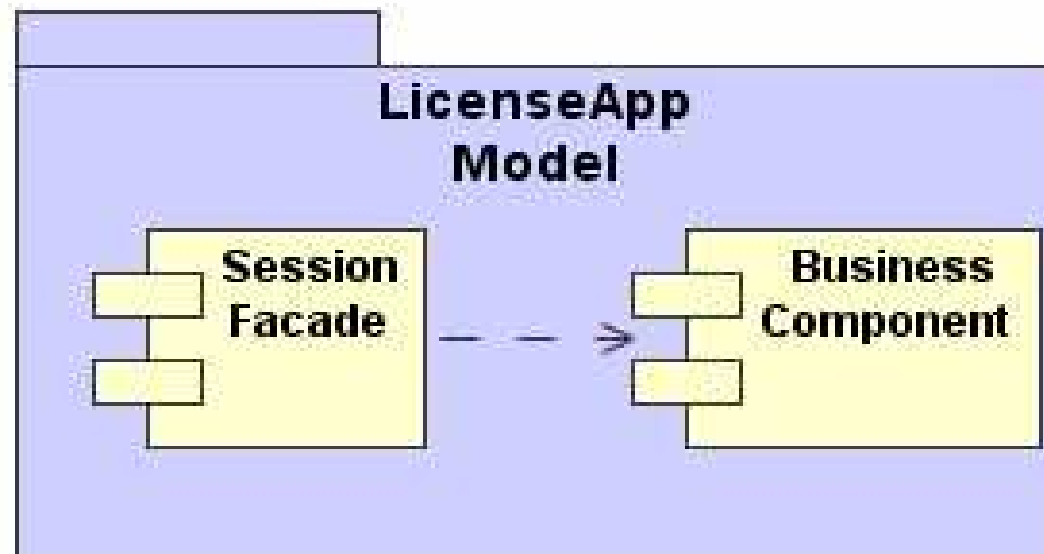 LicenseApp
Model
Session
Facade
Business
Component